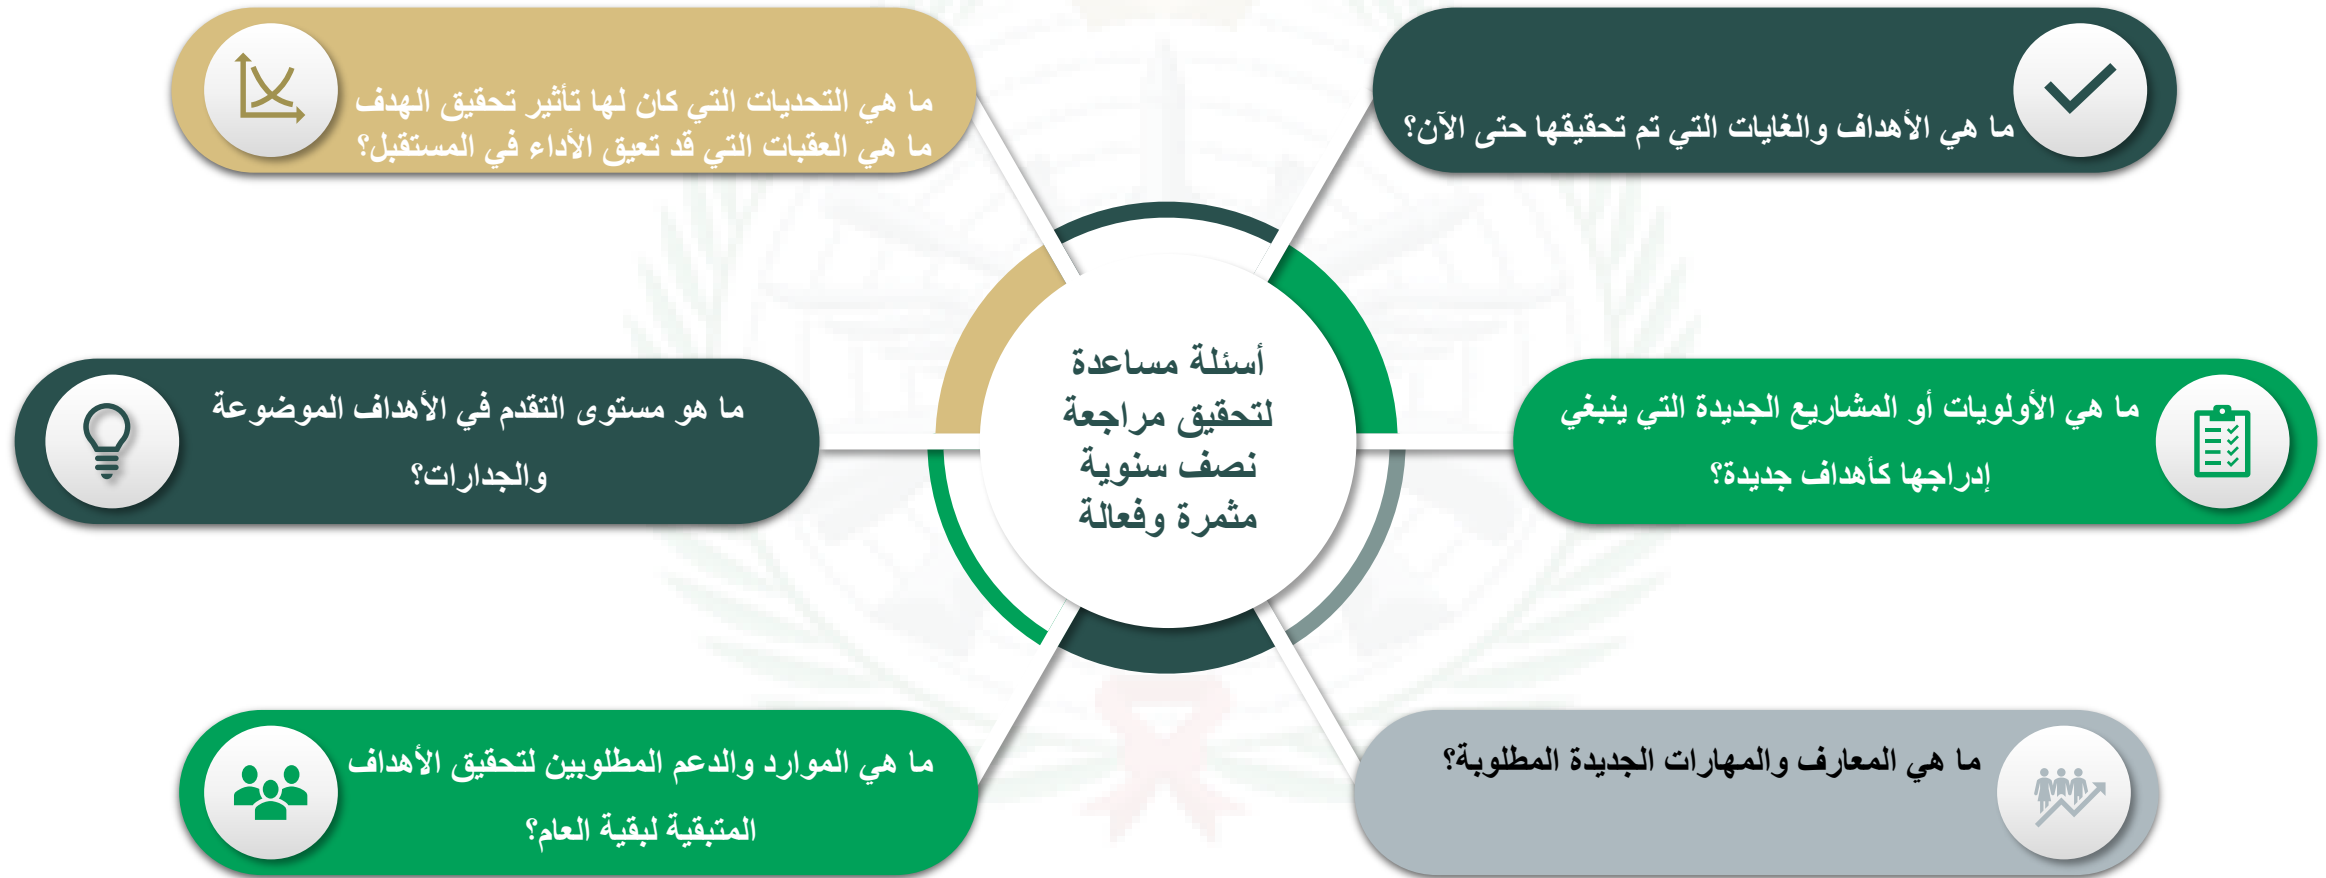 ما هي الأهداف والغايات التي تم تحقيقها حتى الآن؟
ما هي التحديات التي كان لها تأثير تحقيق الهدف
ما هي العقبات التي قد تعيق الأداء في المستقبل؟
أسئلة مساعدة
لتحقيق مراجعة
نصف سنوية
مثمرة وفعالة
ما هي الأولويات أو المشاريع الجديدة التي ينبغي
إدراجها كأهداف جديدة؟
ما هو مستوى التقدم في الأهداف الموضوعة
والجدارات؟
ما هي المعارف والمهارات الجديدة المطلوبة؟
ما هي الموارد والدعم المطلوبين لتحقيق الأهداف
المتبقية لبقية العام؟